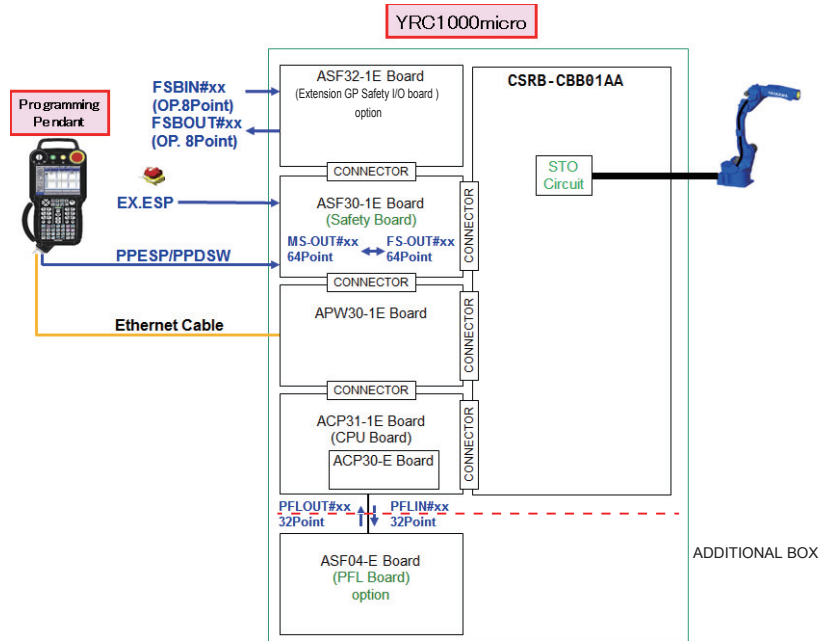 YRC1000micro
Programming
Pendant
FSBIN#xx
(OP.8Point)
FSBOUT#xx
(OP. 8Point)
ASF32-1E Board
(Extension GP Safety I/O board )
option
CSRB-CBB01AA
STO
Circuit
CONNECTOR
EX.ESP
ASF30-1E Board
(Safety Board)
MS-OUT#xx
64Point
FS-OUT#xx
64Point
CONNECTOR
PPESP/PPDSW
CONNECTOR
Ethernet Cable
APW30-1E Board
CONNECTOR
CONNECTOR
ACP31-1E Board
(CPU Board)
ACP30-E Board
CONNECTOR
PFLOUT#xx
32Point
PFLIN#xx
32Point
ASF04-E Board
(PFL Board)
option
ADDITIONAL BOX